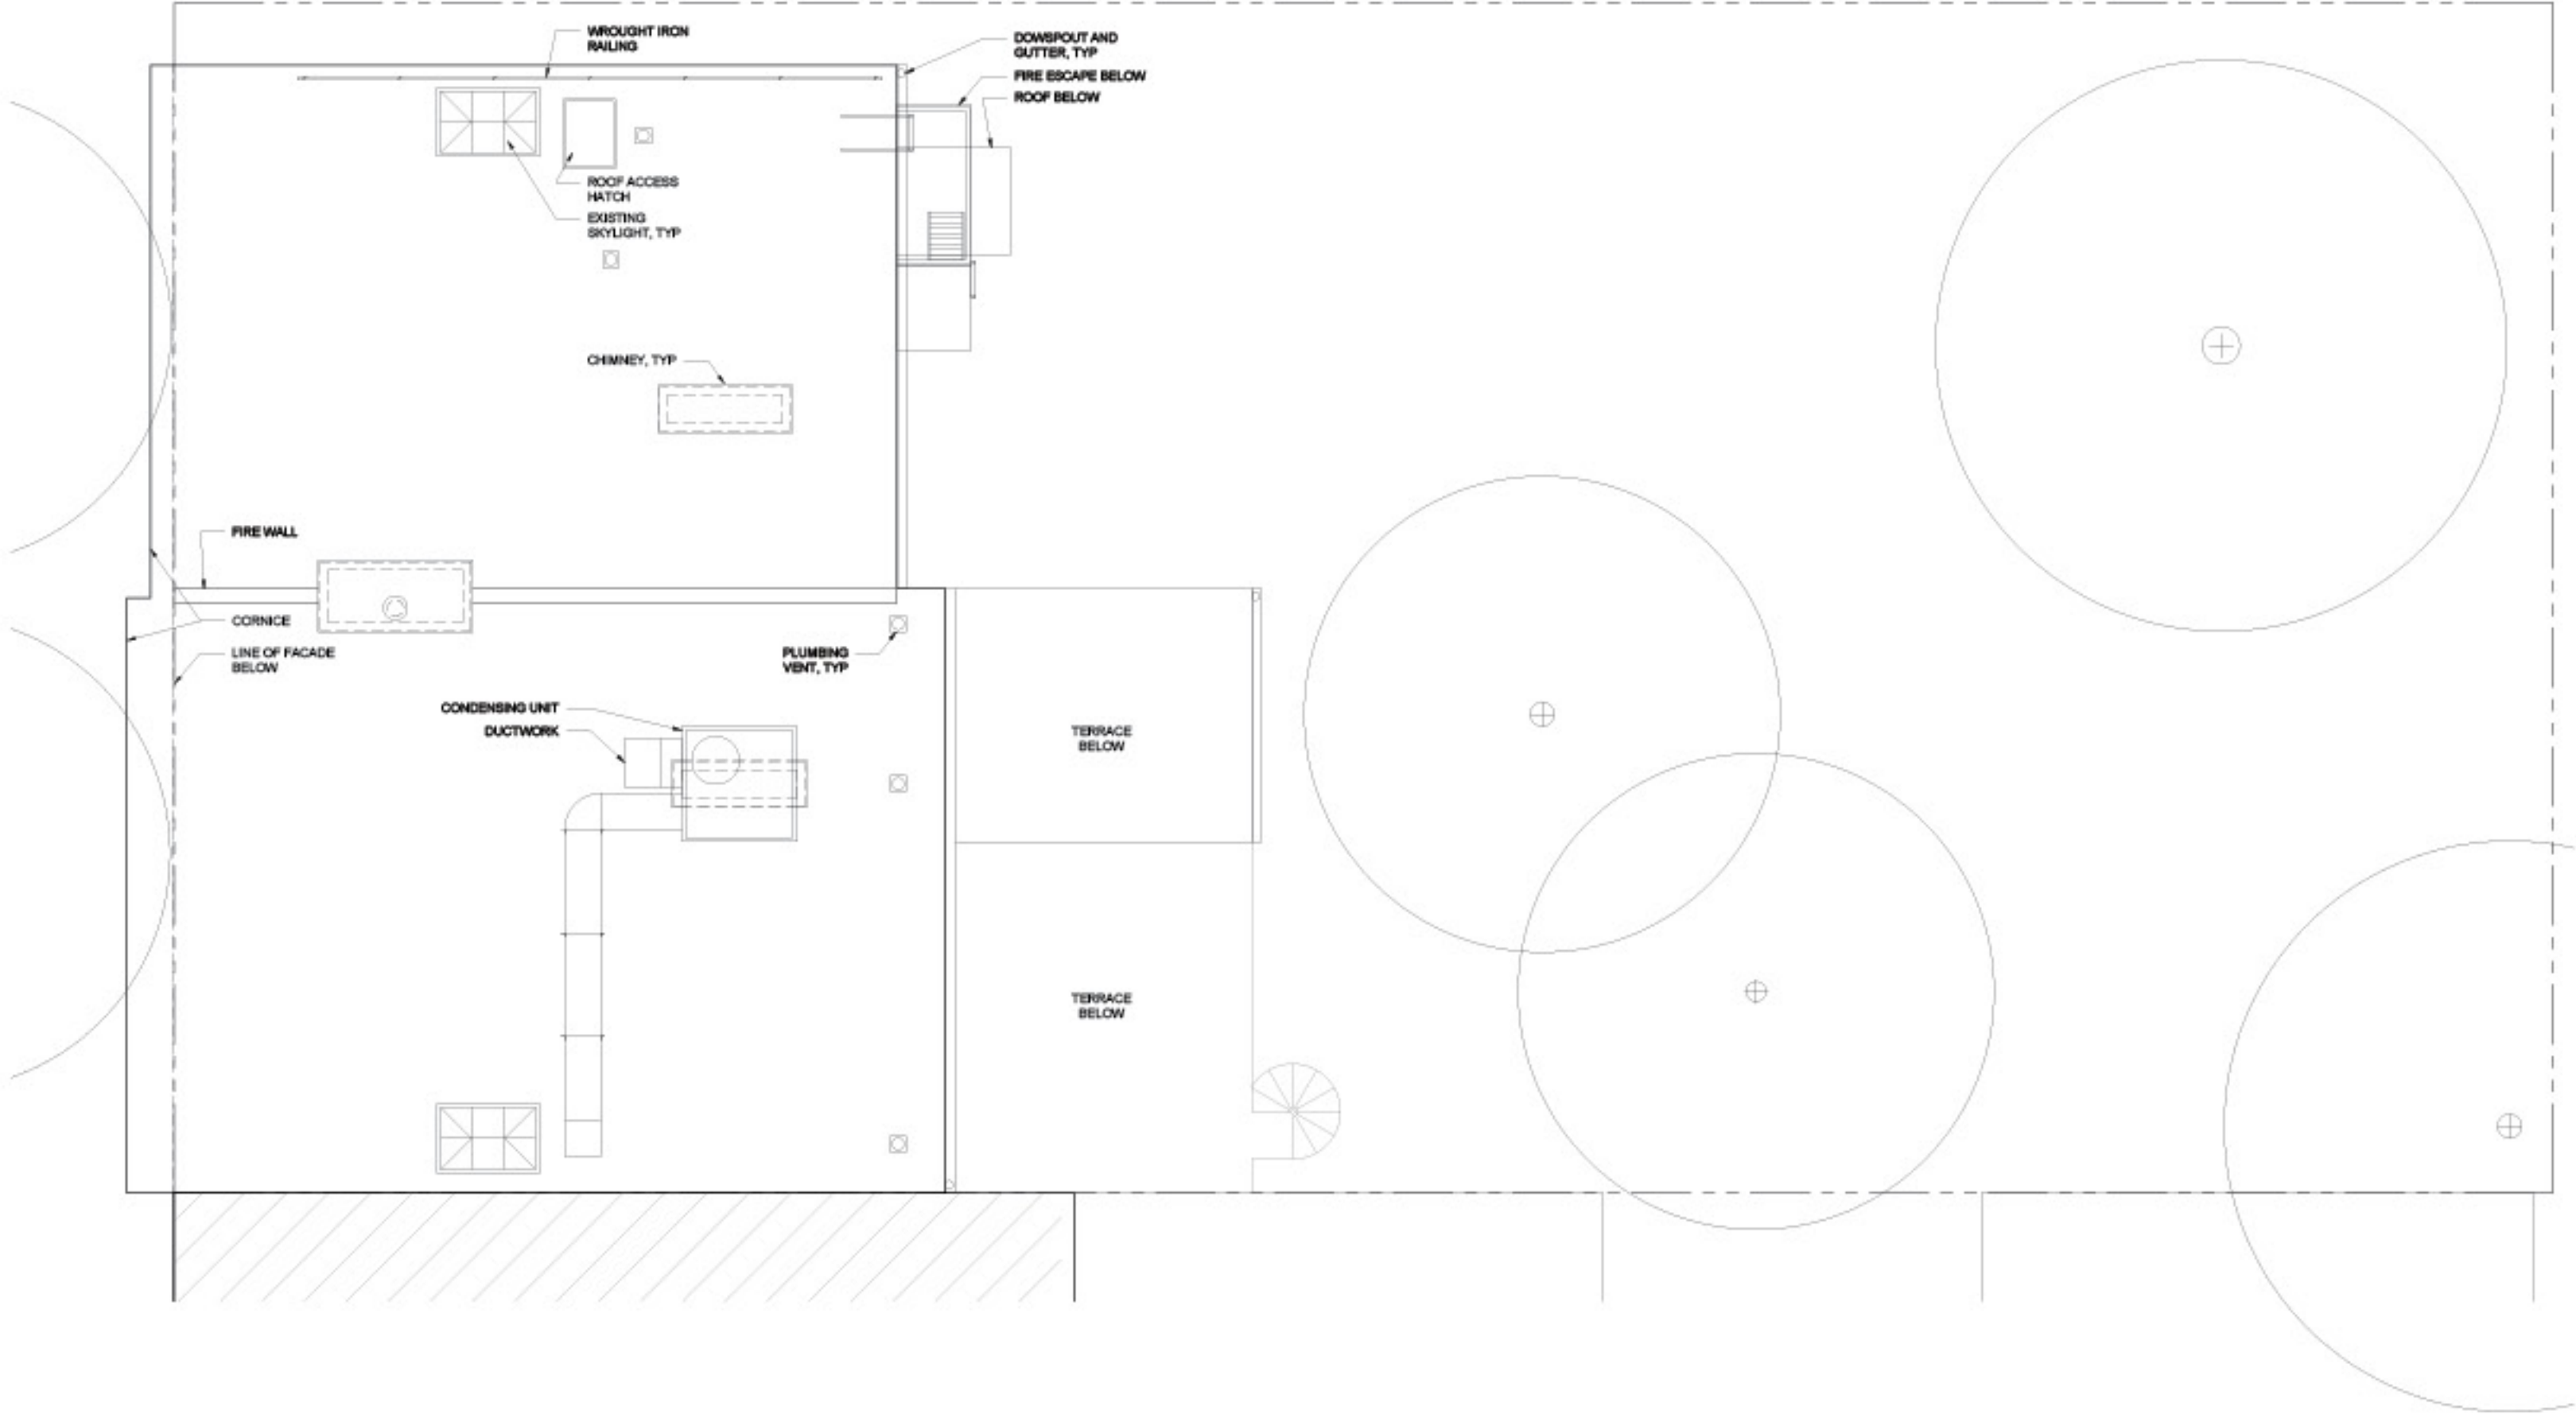 WROUGHT IRON
RAILING
DOWSPOUT AND
GUTTER, TYP
FIRE ESCAPE BELOW
ROOF BELOW
ROOF ACCESS
HATCH
EXISTING
SKYLIGHT, TYP
CHIMNEY, TYP
FIRE WALL
CORNICE
LINE OF FACADE
BELOW
PLUMBING
VENT, TYP
CONDENSING UNIT
DUCTWORK
TERRACE
BELOW
TERRACE
BELOW